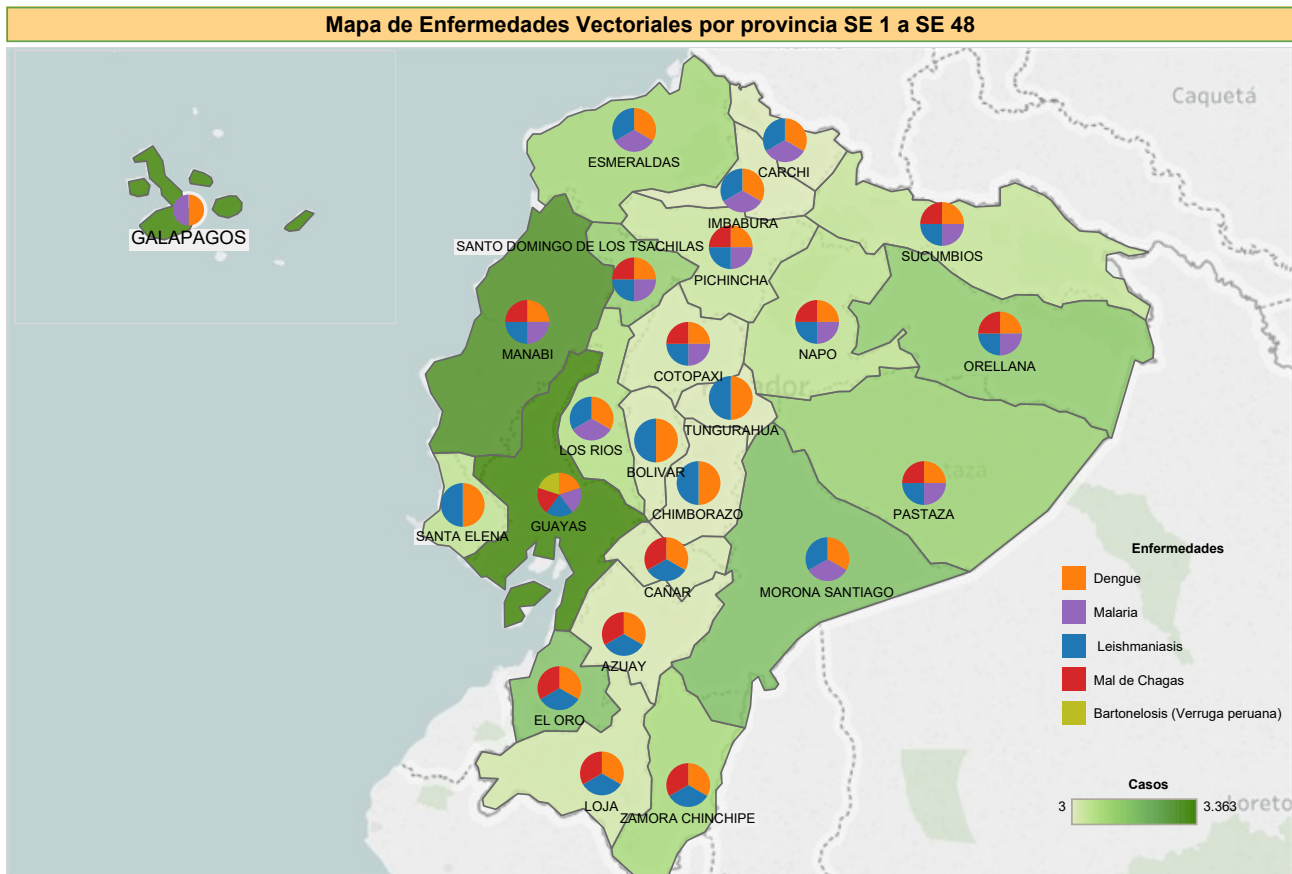 Mapa de Enfermedades Vectoriales por provincia SE 1 a SE 48
Caquetá
ESMERALDAS
CARCHI
IMBABURA
GALAPAGOS
SANTO DOMINGO DE LOS TSACHILAS
PICHINCHA
SUCUMBIOS
MANABI
COTOPAXI
NAPO
ORELLANA
TUNGURAHUA
LOS RIOS
BOLIVAR
CHIMBORAZO
PASTAZA
SANTA ELENA
GUAYAS
CAÑAR
MORONA SANTIAGO
AZUAY
EL ORO
LOJA
ZAMORA CHINCHIPE
Enfermedades
Dengue
Malaria
Leishmaniasis
Mal de Chagas
Bartonelosis (Verruga peruana)
Casos
3
3.363
Loreto